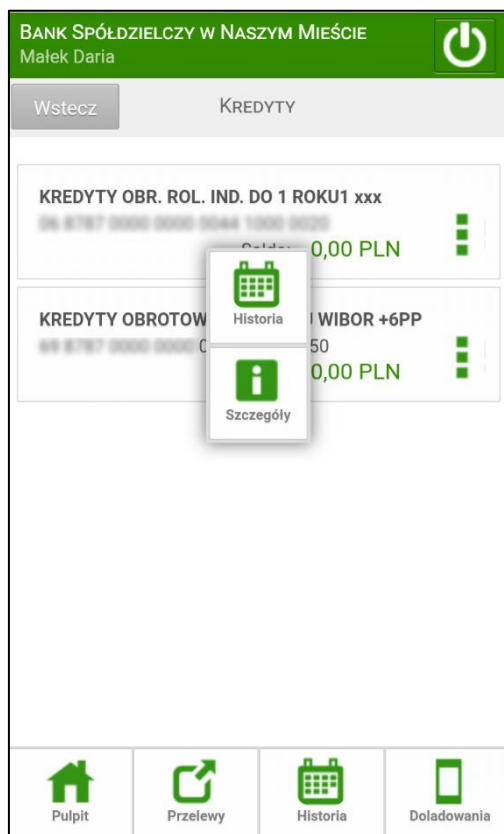 BANK SPÓŁDZIELCZY W NASZYM MIEŚCIE
Małek Daria
Wstecz
KREDYTY
KREDYTY OBR. ROL. IND. DO 1 ROKU1 xxx
0,00 PLN
Historia
KREDYTY OBROTOW WIBOR +6PP
50
0,00 PLN
Szczegóły
Pulpit
Przelewy
Historia
Doladowania